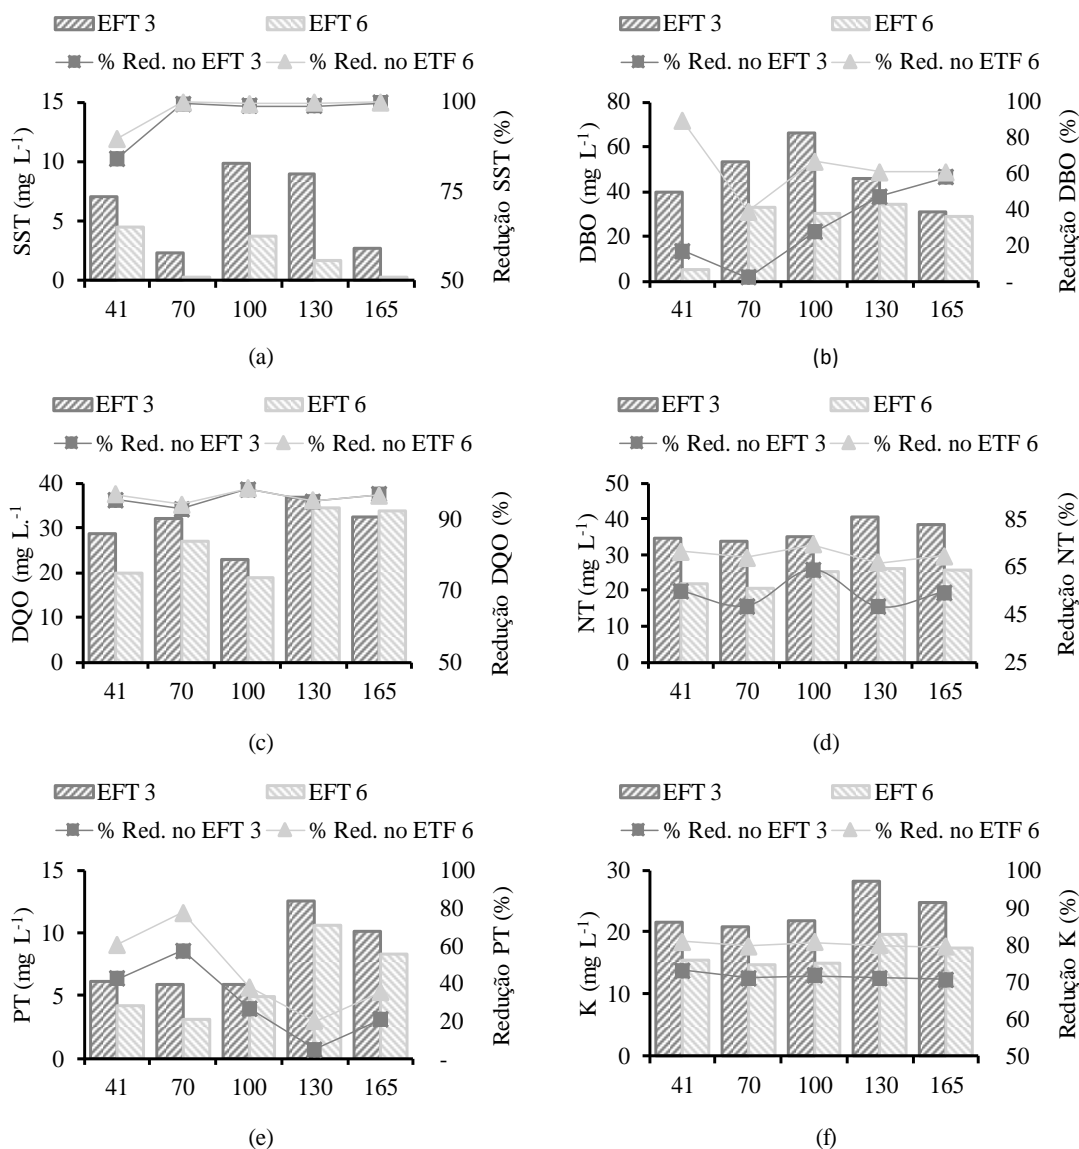 EFT 3 EFT 6
% Red. no EFT 3 % Red. no ETF 6
SST (mg L-1)
15
10
5
0
100
75
50
Redução SST (%)
41 70 100 130 165
(a)
EFT 3 EFT 6
% Red. no EFT 3 % Red. no ETF 6
DBO (mg L-1)
80
60
40
20
0
100
80
60
40
20
-
Redução DBO (%)
41 70 100 130 165
(b)
EFT 3 EFT 6
% Red. no EFT 3 % Red. no ETF 6
DQO (mg L.-1)
40
30
20
10
0
90
70
50
Redução DQO (%)
41 70 100 130 165
(c)
EFT 3 EFT 6
% Red. no EFT 3 % Red. no ETF 6
NT (mg L-1)
50
40
30
20
10
0
85
65
45
25
Redução NT (%)
41 70 100 130 165
(d)
EFT 3 EFT 6
% Red. no EFT 3 % Red. no ETF 6
PT (mg L-1)
15
10
5
0
100
80
60
40
20
-
Redução PT (%)
41 70 100 130 165
(e)
EFT 3 EFT 6
% Red. no EFT 3 % Red. no ETF 6
K (mg L-1)
30
20
10
0
100
90
80
70
60
50
Redução K (%)
41 70 100 130 165
(f)